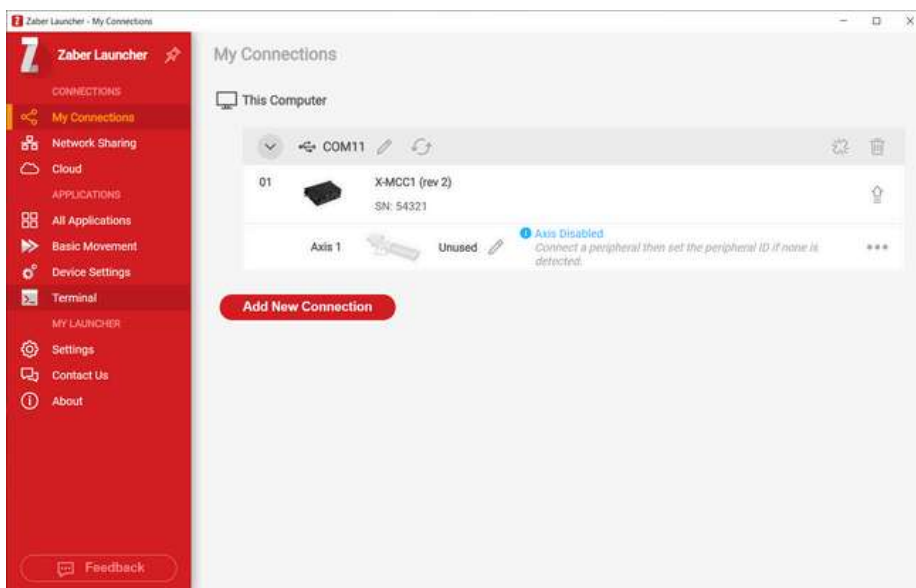 Zaber Launcher - My Connections
Zaber Launcher
CONNECTIONS
My Connections
Network Sharing
Cloud
APPLICATIONS
All Applications
Basic Movement
Device Settings
Terminal
MY LAUNCHER
Settings
Contact Us
About
Feedback
My Connections
This Computer
COM11
01
X-MCC1 (rev 2)
SN: 54321
Axis 1
Unused
Axis Disabled
Connect a peripheral then set the peripheral ID if none is
detected.
Add New Connection